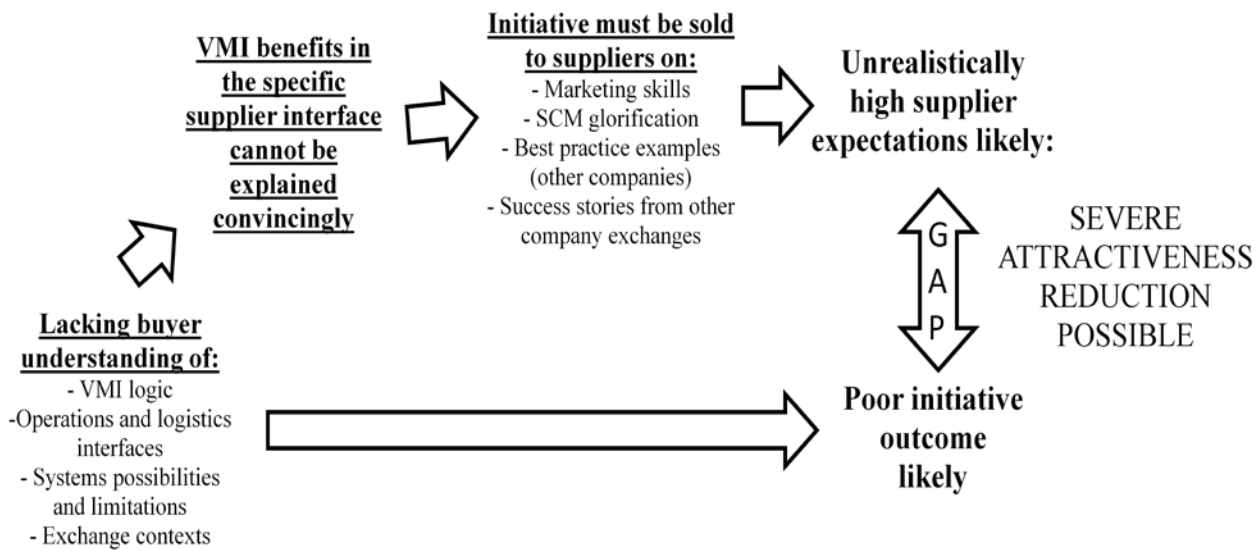 VMI benefits in
the specific
supplier interface
cannot be
explained
convincingly
Initiative must be sold
to suppliers on:
- Marketing skills
- SCM glorification
- Best practice examples
(other companies)
- Success stories from other
company exchanges
Unrealistically
high supplier
expectations likely:
G
A
P
SEVERE
ATTRACTIVENESS
REDUCTION
POSSIBLE
Lacking buyer
understanding of:
- VMI logic
-Operations and logistics
interfaces
- Systems possibilities
and limitations
- Exchange contexts
Poor initiative
outcome
likely